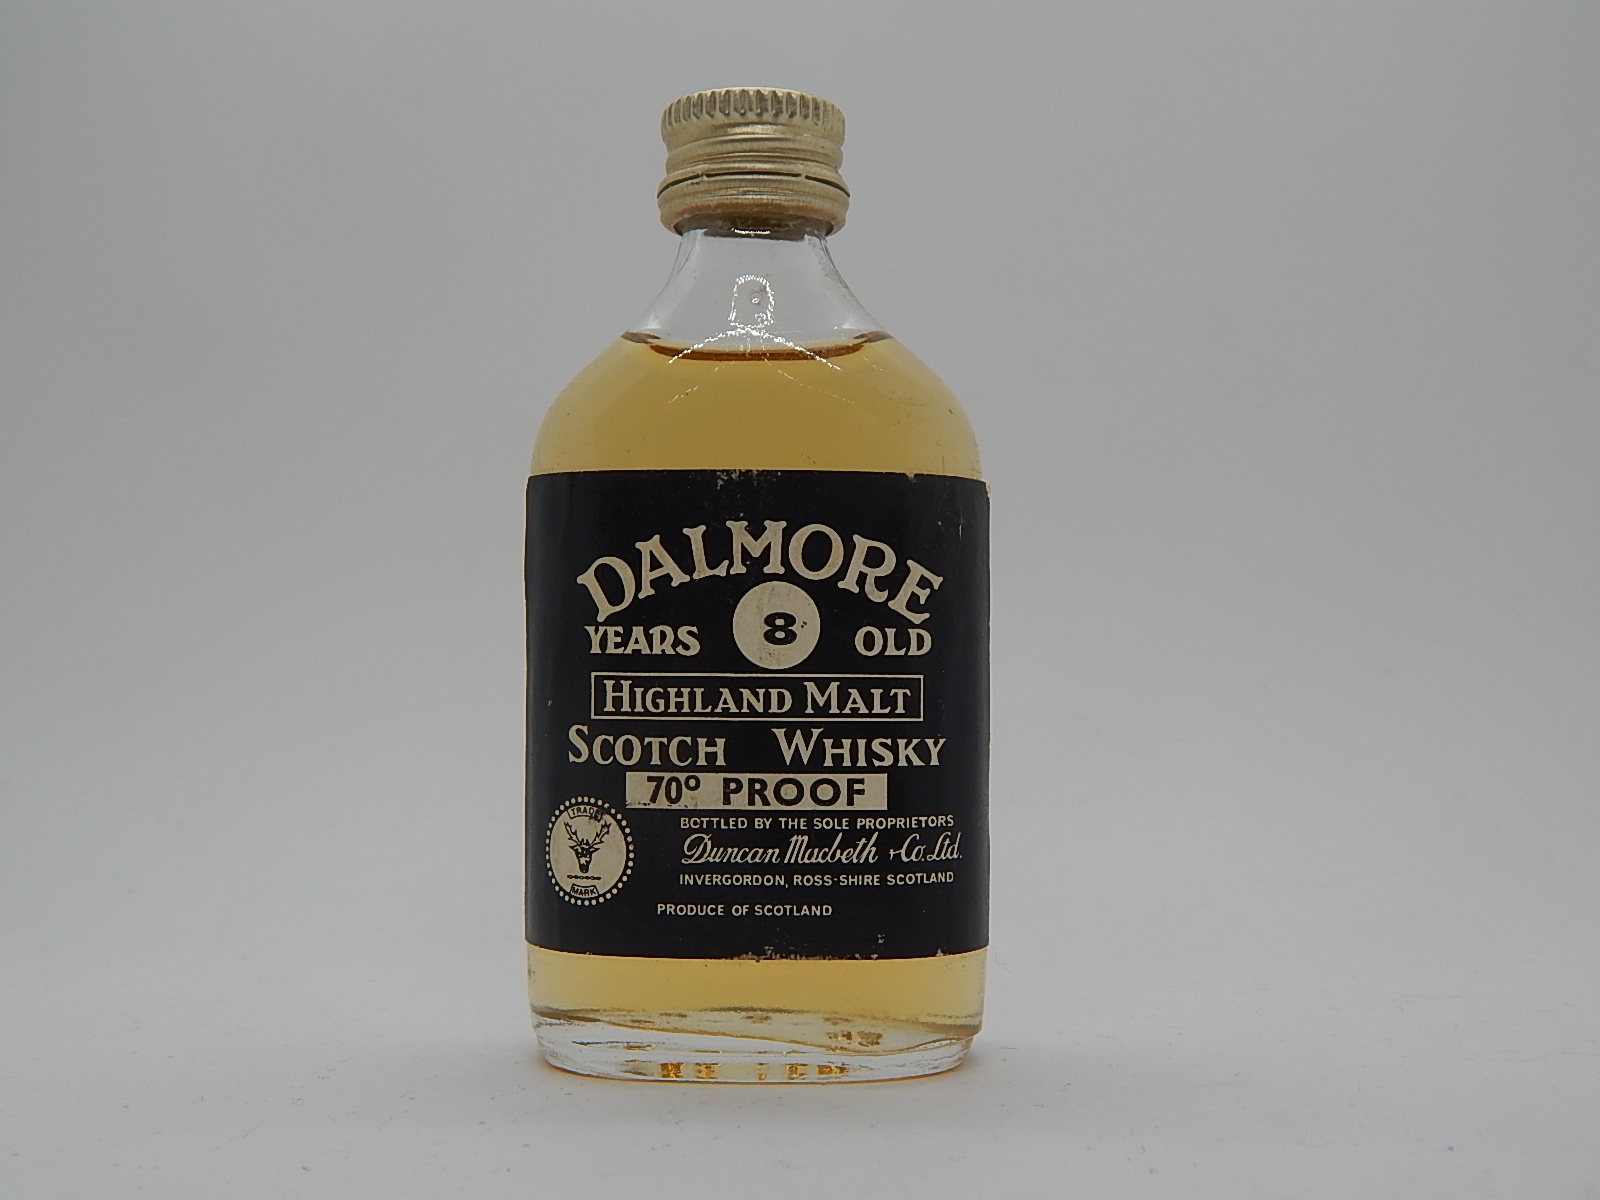 DALMORE
YEARS 8 OLD
HIGHLAND MALT
SCOTCH WHISKY
70º PROOF
TRADE
MARK
BOTTLED BY THE SOLE PROPRIETORS
Duncan Macbeth & Co. Ltd.
INVERGORDON, ROSS-SHIRE SCOTLAND
PRODUCE OF SCOTLAND